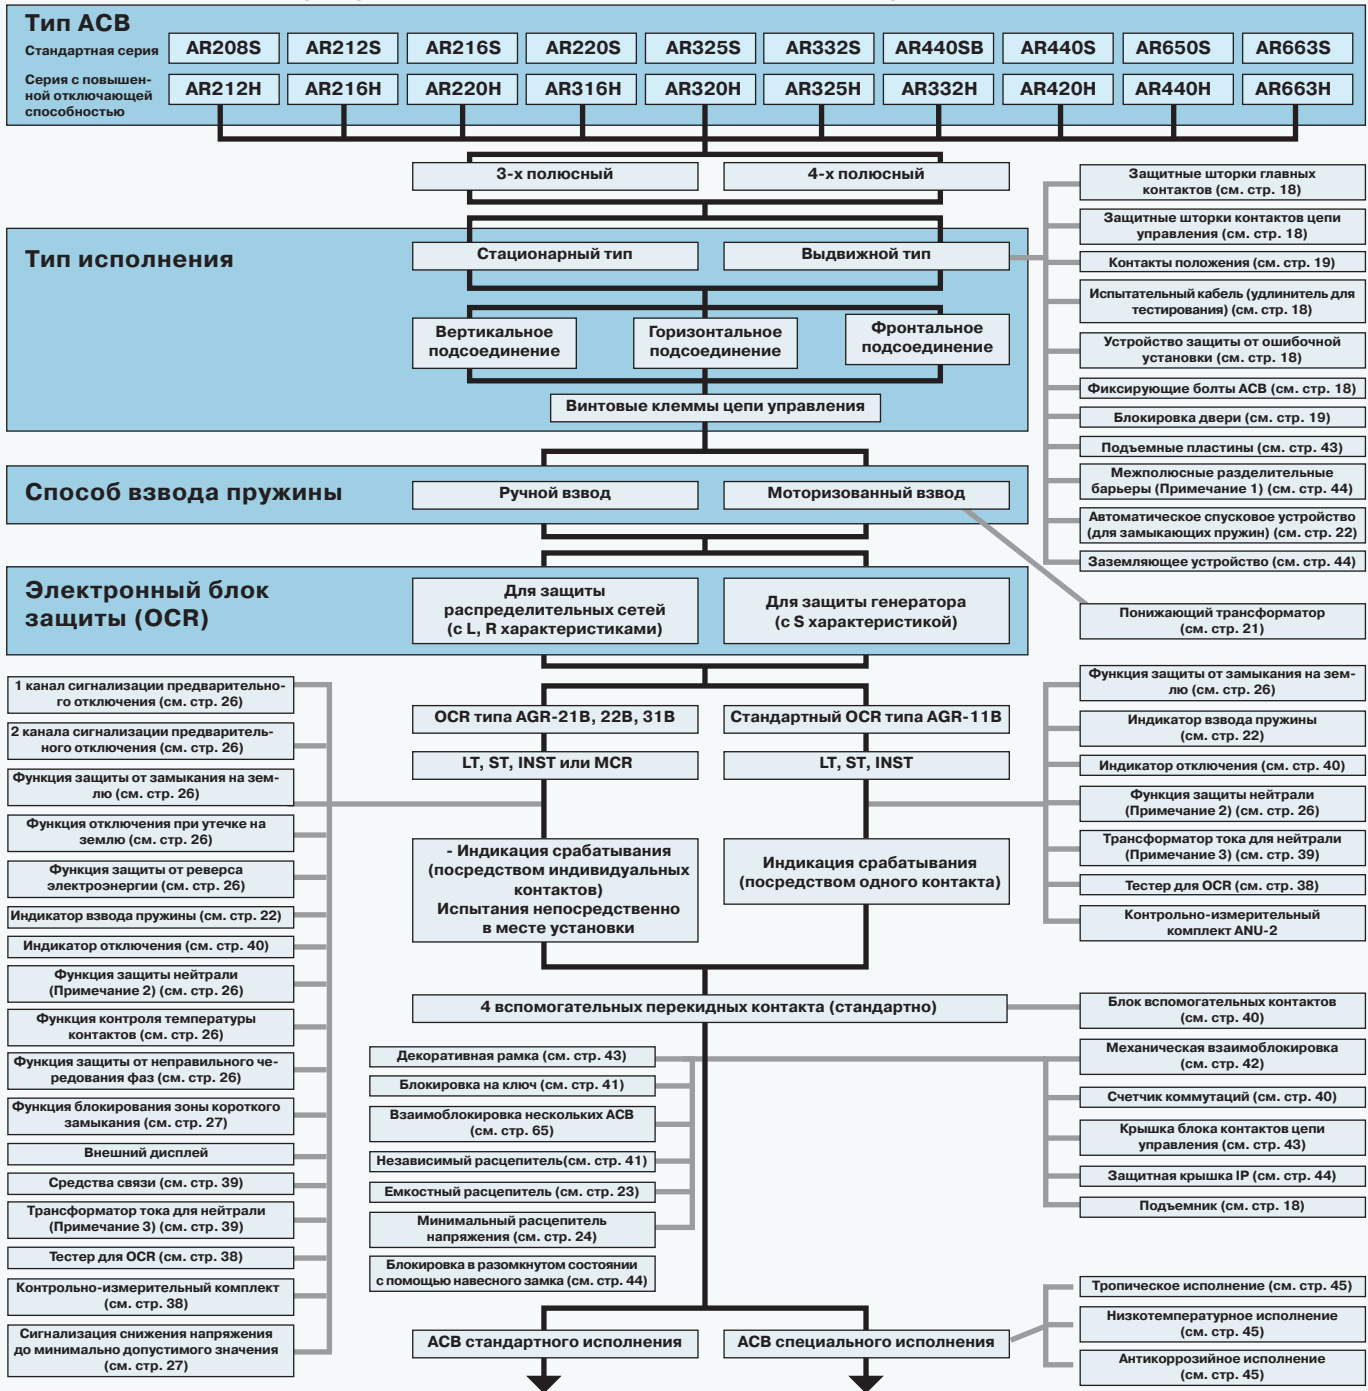 Тип ACB
Стандартная серия
AR208S AR212S AR216S AR220S AR325S AR332S AR440SB AR440S AR650S AR663S
Серия с повышен-
ной отключающей
способностью
AR212H AR216H AR220H AR316H AR320H AR325H AR332H AR420H AR440H AR663H
3-х полюсный
4-х полюсный
Тип исполнения
Стационарный тип
Выдвижной тип
Вертикальное
подсоединение
Горизонтальное
подсоединение
Фронтальное
подсоединение
Винтовые клеммы цепи управления
Защитные шторки главных
контактов (см. стр. 18)
Защитные шторки контактов цепи
управления (см. стр. 18)
Контакты положения (см. стр. 19)
Испытательный кабель (удлинитель для
тестирования) (см. стр. 18)
Устройство защиты от ошибочной
установки (см. стр. 18)
Фиксирующие болты ACB (см. стр. 18)
Блокировка двери (см. стр. 19)
Подъемные пластины (см. стр. 43)
Межполюсные разделительные
барьеры (Примечание 1) (см. стр. 44)
Автоматическое спусковое устройство
(для замыкающих пружин) (см. стр. 22)
Заземляющее устройство (см. стр. 44)
Способ взвода пружины
Ручной взвод
Моторизованный взвод
Понижающий трансформатор
(см. стр. 21)
Электронный блок
защиты (OCR)
Для защиты
распределительных сетей
(с L, R характеристиками)
Для защиты генератора
(с S характеристикой)
1 канал сигнализации предварительно-
го отключения (см. стр. 26)
2 канала сигнализации предваритель-
ного отключения (см. стр. 26)
Функция защиты от замыкания на зем-
лю (см. стр. 26)
Функция отключения при утечке на
землю (см. стр. 26)
Функция защиты от реверса
электроэнергии (см. стр. 26)
Индикатор взвода пружины (см. стр. 22)
Индикатор отключения (см. стр. 40)
Функция защиты нейтрали
(Примечание 2) (см. стр. 26)
Функция контроля температуры
контактов (см. стр. 26)
Функция защиты от неправильного че-
редования фаз (см. стр. 26)
Функция блокирования зоны короткого
замыкания (см. стр. 27)
Внешний дисплей
Средства связи (см. стр. 39)
Трансформатор тока для нейтрали
(Примечание 3) (см. стр. 39)
Тестер для OCR (см. стр. 38)
Контрольно-измерительный комплект
(см. стр. 38)
Сигнализация снижения напряжения
до минимально допустимого значения
(см. стр. 27)
OCR типа AGR-21B, 22B, 31B
Стандартный OCR типа AGR-11B
LT, ST, INST или MCR
LT, ST, INST
- Индикация срабатывания
(посредством индивидуальных
контактов)
Испытания непосредственно
в месте установки
Индикация срабатывания
(посредством одного контакта)
Функция защиты от замыкания на зем-
лю (см. стр. 26)
Индикатор взвода пружины
(см. стр. 22)
Индикатор отключения (см. стр. 40)
Функция защиты нейтрали
(Примечание 2) (см. стр. 26)
Трансформатор тока для нейтрали
(Примечание 3) (см. стр. 39)
Тестер для OCR (см. стр. 38)
Контрольно-измерительный
комплект ANU-2
4 вспомогательных перекидных контакта (стандартно)
Блок вспомогательных контактов
(см. стр. 40)
Декоративная рамка (см. стр. 43)
Блокировка на ключ (см. стр. 41)
Взаимоблокировка нескольких ACB
(см. стр. 65)
Независимый расцепитель(см. стр. 41)
Емкостный расцепитель (см. стр. 23)
Минимальный расцепитель
напряжения (см. стр. 24)
Блокировка в разомкнутом состоянии
с помощью навесного замка (см. стр. 44)
Механическая взаимоблокировка
(см. стр. 42)
Счетчик коммутаций (см. стр. 40)
Крышка блока контактов цепи
управления (см. стр. 43)
Защитная крышка IP (см. стр. 44)
Подъемник (см. стр. 18)
ACB стандартного исполнения
ACB специального исполнения
Тропическое исполнение (см. стр. 45)
Низкотемпературное исполнение
(см. стр. 45)
Антикоррозийное исполнение
(см. стр. 45)